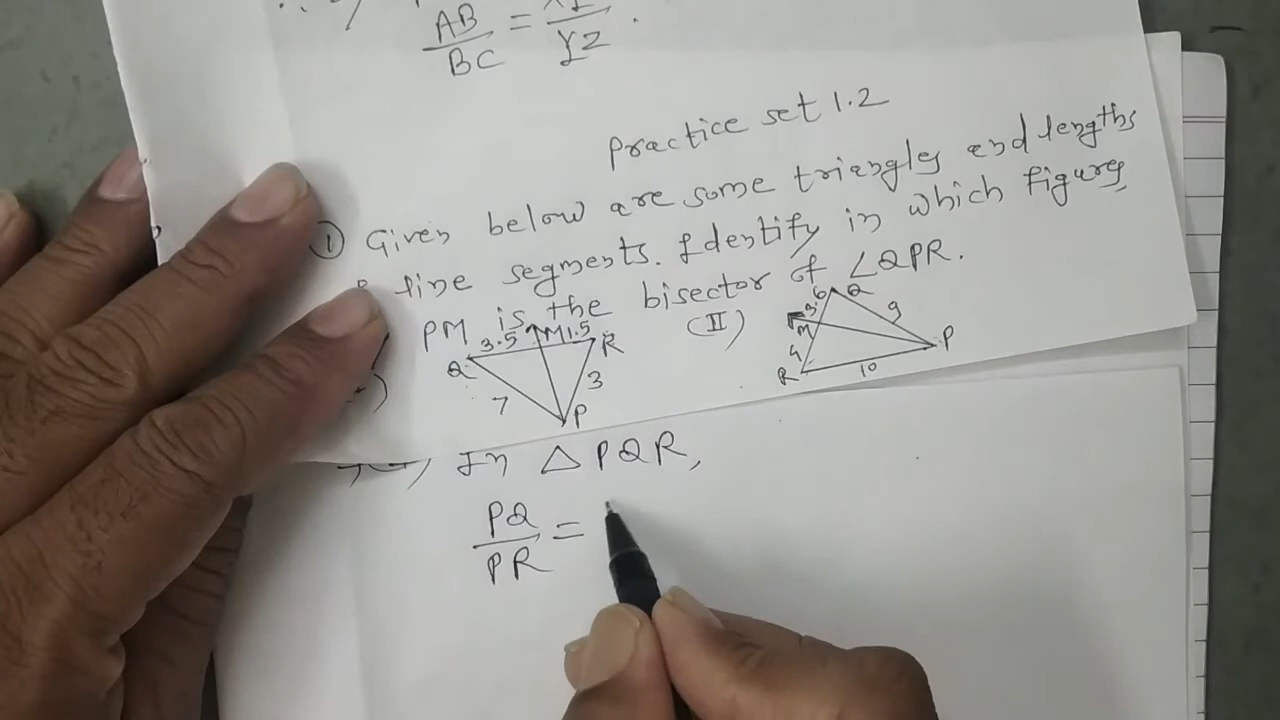 AB/BC = XY/YZ .
Practice set 1.2
① Given below are some triangles and lengths
of line segments. Identify in which figures
PM is the bisector of ∠QPR.
(II)
3.5 M 1.5
Q R
7 3
P
6 Q
9
3.
M
P
4
R 10
In △ PQR,
PQ/PR =